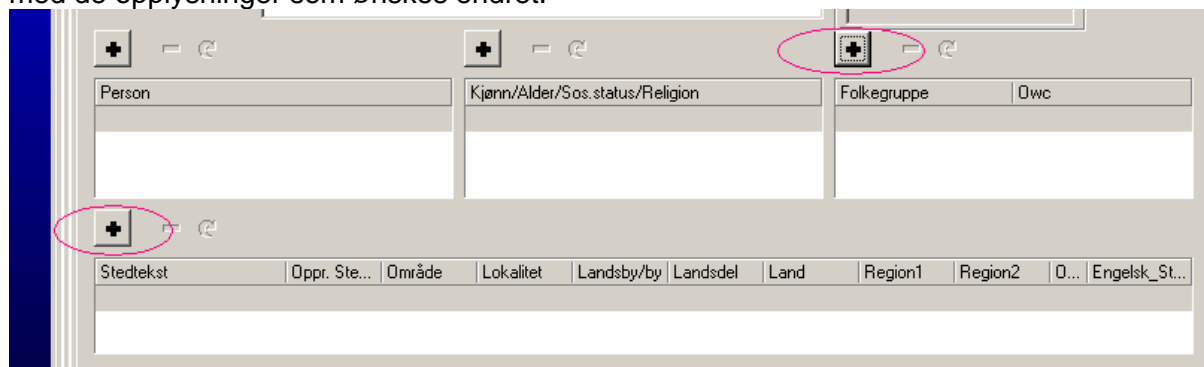 med de opplysninger som ønskes endret.
Person Kjønn/Alder/Sos.status/Religion Folkegruppe Owc
Stedtekst Oppr. Ste... Område Lokalitet Landsby/by Landsdel Land Region1 Region2 O... Engelsk_St...